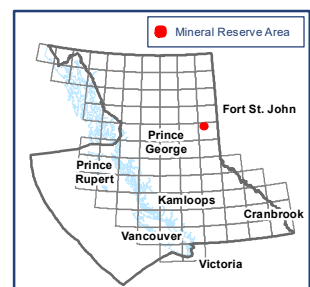 Mineral Reserve Area
Fort St. John
Prince
George
Prince
Rupert
Kamloops
Cranbrook
Vancouver
Victoria